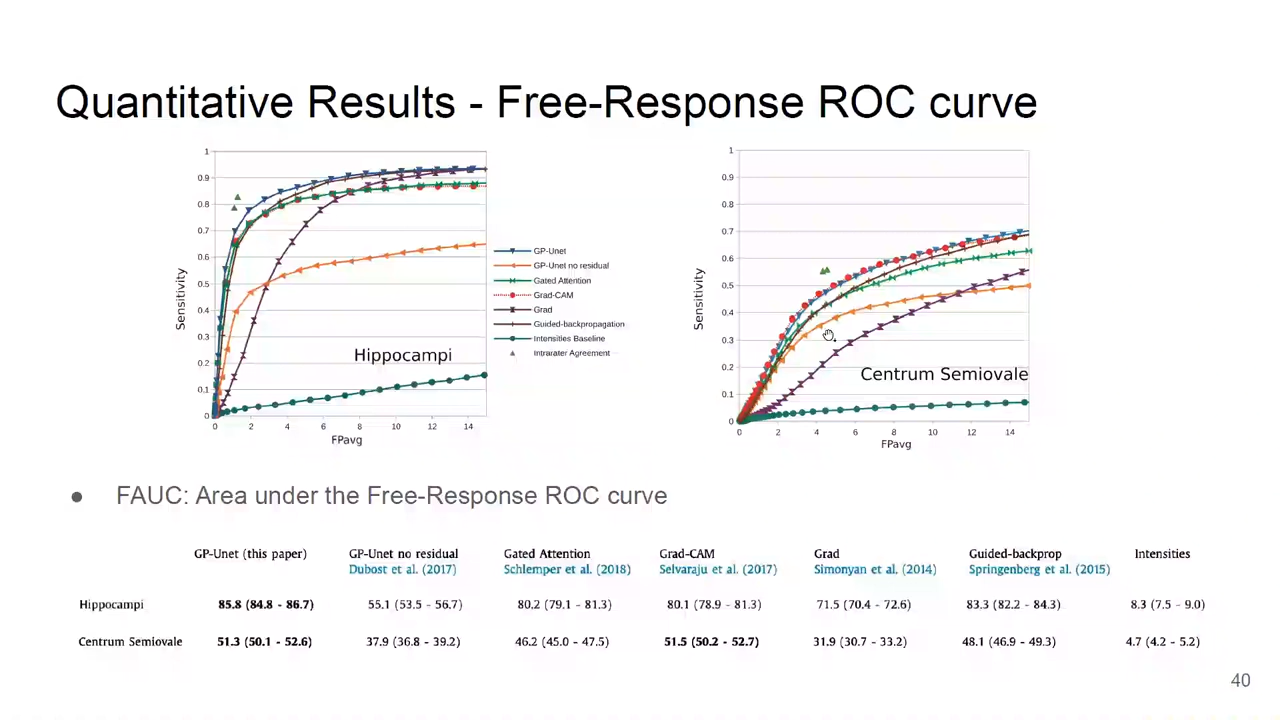 Quantitative Results - Free-Response ROC curve
1
0.9
0.8
0.7
0.6
0.5
0.4
0.3
0.2
0.1
0
Sensitivity
0 2 4 6 8 10 12 14
FPavg
Hippocampi
GP-Unet
GP-Unet no residual
Gated Attention
Grad-CAM
Grad
Guided-backpropagation
Intensities Baseline
Intrarater Agreement
1
0.9
0.8
0.7
0.6
0.5
0.4
0.3
0.2
0.1
0
Sensitivity
0 2 4 6 8 10 12 14
FPavg
Centrum Semiovale
● FAUC: Area under the Free-Response ROC curve
GP-Unet (this paper) GP-Unet no residual Gated Attention Grad-CAM Grad Guided-backprop Intensities
Dubost et al. (2017) Schlemper et al. (2018) Selvaraju et al. (2017) Simonyan et al. (2014) Springenberg et al. (2015)
Hippocampi 85.8 (84.8 - 86.7) 55.1 (53.5 - 56.7) 80.2 (79.1 - 81.3) 80.1 (78.9 - 81.3) 71.5 (70.4 - 72.6) 83.3 (82.2 - 84.3) 8.3 (7.5 - 9.0)
Centrum Semiovale 51.3 (50.1 - 52.6) 37.9 (36.8 - 39.2) 46.2 (45.0 - 47.5) 51.5 (50.2 - 52.7) 31.9 (30.7 - 33.2) 48.1 (46.9 - 49.3) 4.7 (4.2 - 5.2)
40